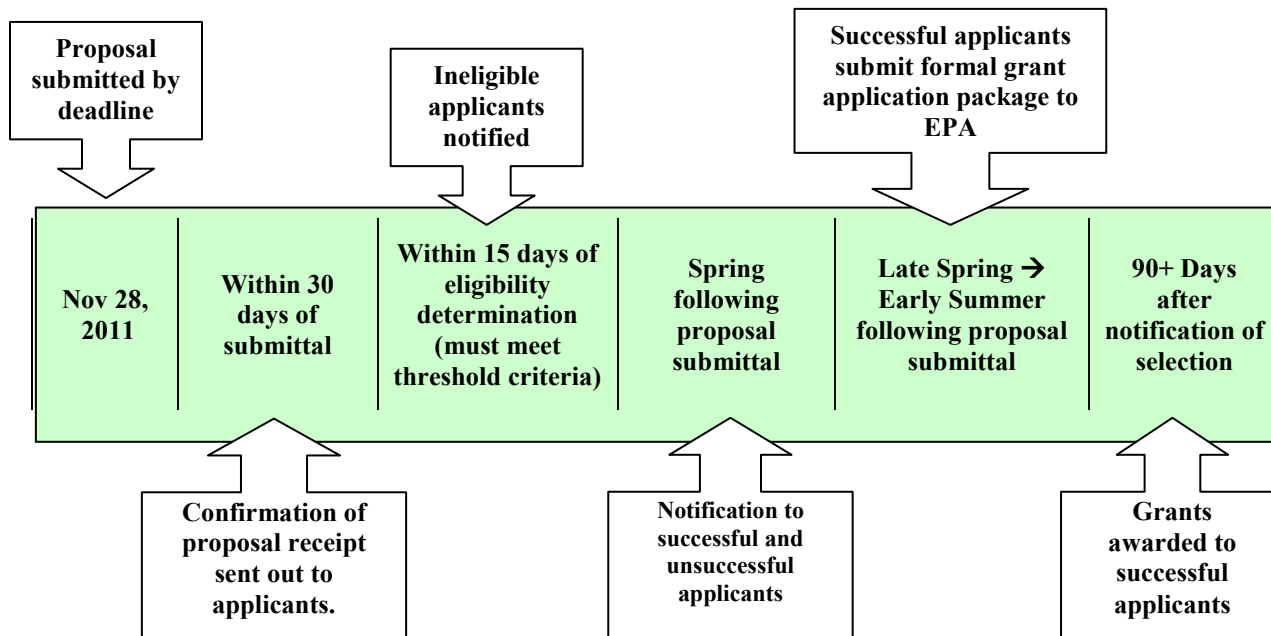 Proposal
submitted by
deadline
Ineligible
applicants
notified
Successful applicants
submit formal grant
application package to
EPA
Nov 28,
2011
Within 30
days of
submittal
Within 15 days of
eligibility
determination
(must meet
threshold criteria)
Spring
following
proposal
submittal
Late Spring →
Early Summer
following proposal
submittal
90+ Days
after
notification of
selection
Confirmation of
proposal receipt
sent out to
applicants.
Notification to
successful and
unsuccessful
applicants
Grants
awarded to
successful
applicants